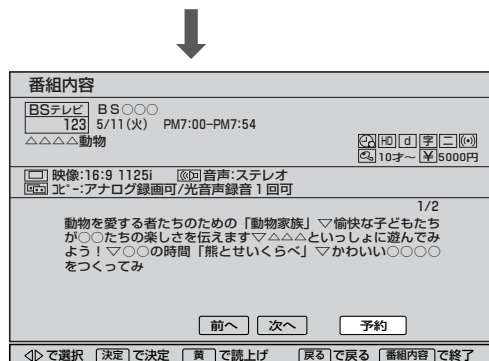 番組内容
BSテレビ BS○○○
123 5/11(火) PM7:00-PM7:54
△△△△動物
HD d 字 二
10才～ ¥5000円
映像:16:9 1125i 音声:ステレオ
ｺﾋﾟｰ:アナログ録画可/光音声録音1回可
1/2
動物を愛する者たちのための「動物家族」▽愉快な子どもたち
が○○たちの楽しさを伝えます▽△△△といっしょに遊んでみ
よう！▽○○の時間「熊とせいくらべ」▽かわいい○○○○
をつくってみ
前へ 次へ 予約
で選択 決定で決定 黄で読上げ 戻るで戻る 番組内容で終了